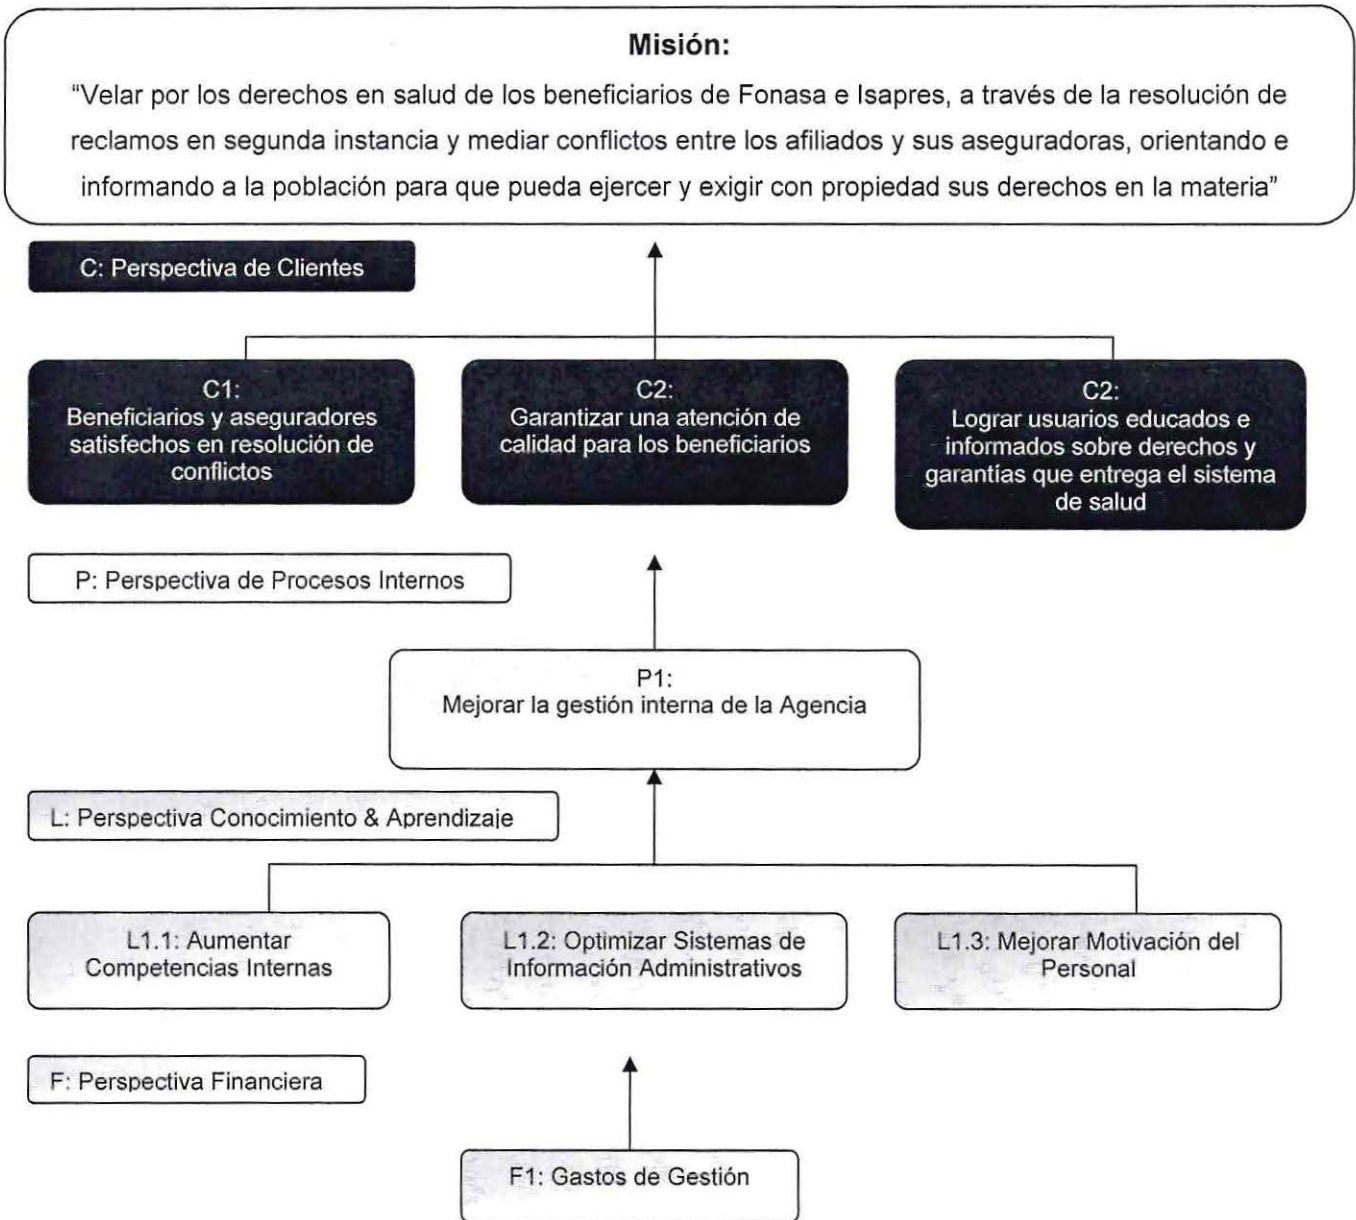 Misión:
“Velar por los derechos en salud de los beneficiarios de Fonasa e Isapres, a través de la resolución de
reclamos en segunda instancia y mediar conflictos entre los afiliados y sus aseguradoras, orientando e
informando a la población para que pueda ejercer y exigir con propiedad sus derechos en la materia”
C: Perspectiva de Clientes
C1:
Beneficiarios y aseguradores
satisfechos en resolución de
conflictos
C2:
Garantizar una atención de
calidad para los beneficiarios
C2:
Lograr usuarios educados e
informados sobre derechos y
garantías que entrega el sistema
de salud
P: Perspectiva de Procesos Internos
P1:
Mejorar la gestión interna de la Agencia
L: Perspectiva Conocimiento & Aprendizaje
L1.1: Aumentar
Competencias Internas
L1.2: Optimizar Sistemas de
Información Administrativos
L1.3: Mejorar Motivación del
Personal
F: Perspectiva Financiera
F1: Gastos de Gestión